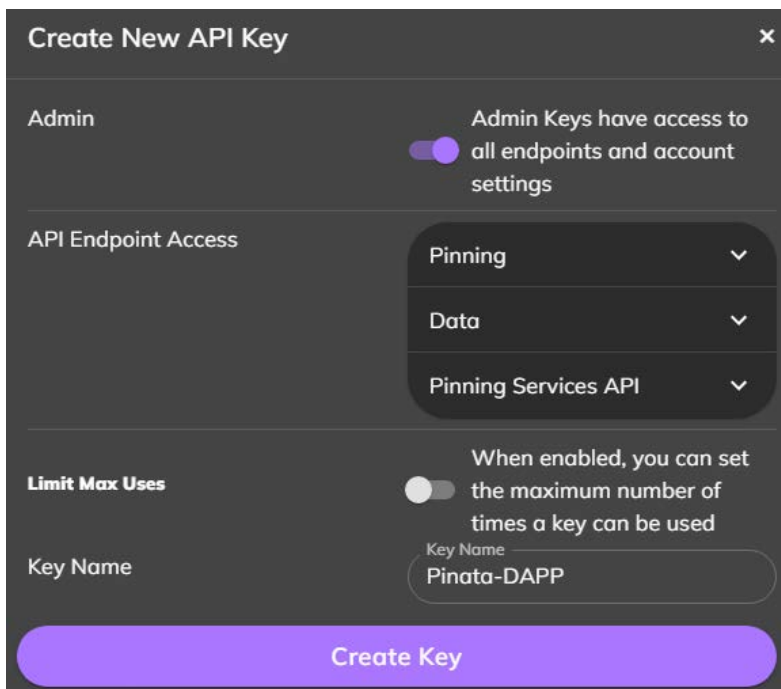 Create New API Key ×
Admin
Admin Keys have access to
all endpoints and account
settings
API Endpoint Access
Pinning
Data
Pinning Services API
Limit Max Uses
When enabled, you can set
the maximum number of
times a key can be used
Key Name
Key Name
Pinata-DAPP
Create Key